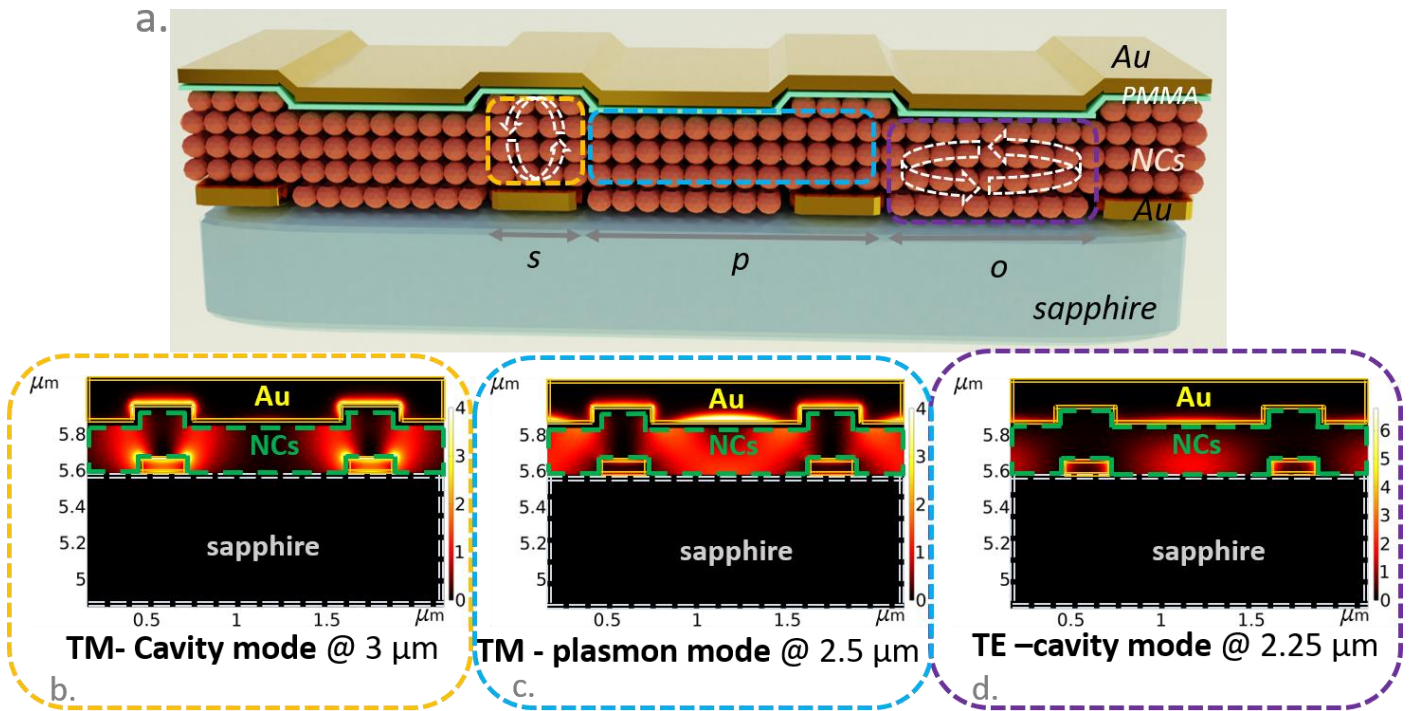 a.
Au
PMMA
NCs
Au
s
p
o
sapphire
μm
Au
4
5.8
NCs
3
5.6
5.4
2
sapphire
5.2
1
5
0
0.5
1
1.5
μm
TM- Cavity mode @ 3 μm
b.
μm
Au
4
5.8
NCs
3
5.6
5.4
2
sapphire
5.2
1
5
0
0.5
1
1.5
μm
TM - plasmon mode @ 2.5 μm
c.
μm
Au
6
5.8
NCs
5
5.6
4
5.4
3
sapphire
5.2
2
1
5
0
0.5
1
1.5
μm
TE –cavity mode @ 2.25 μm
d.